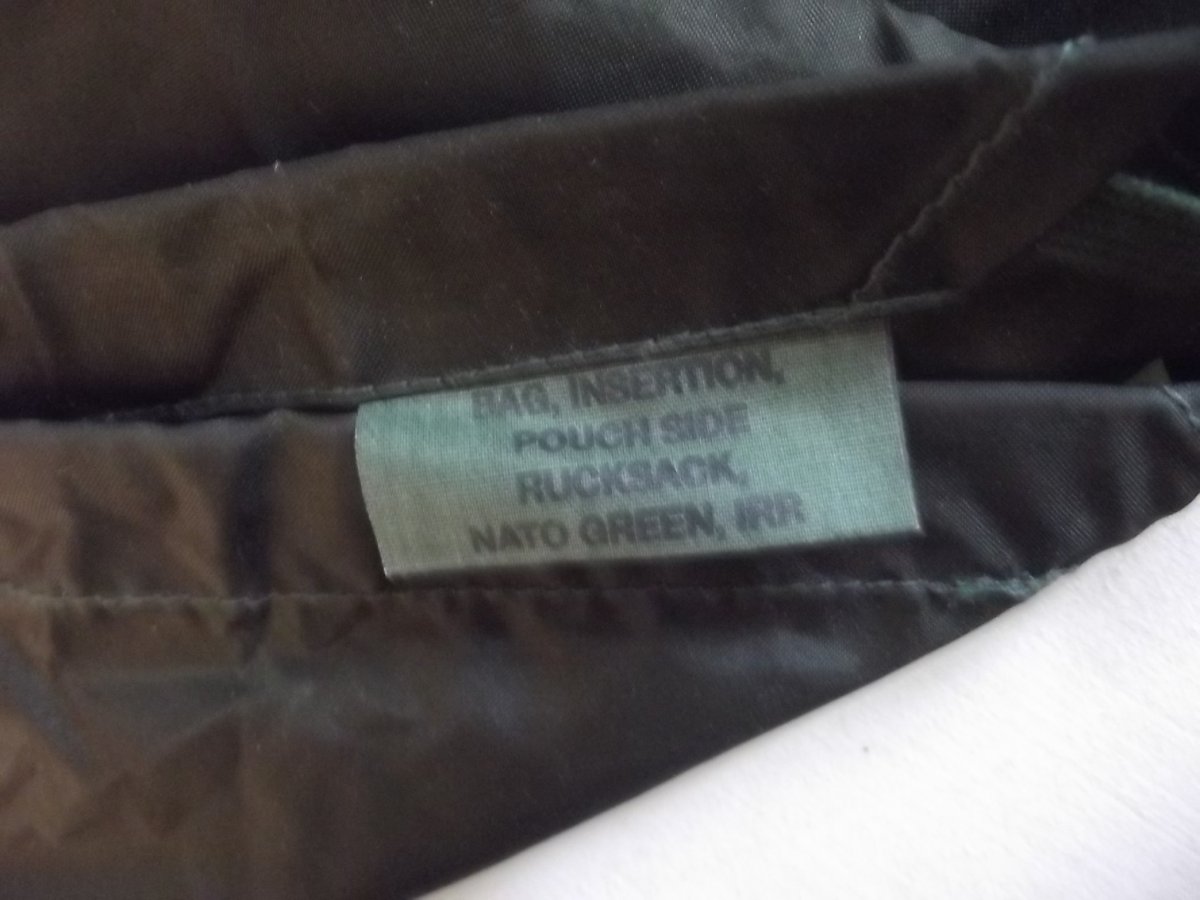 BAG, INSERTION,
POUCH SIDE
RUCKSACK,
NATO GREEN, IRR